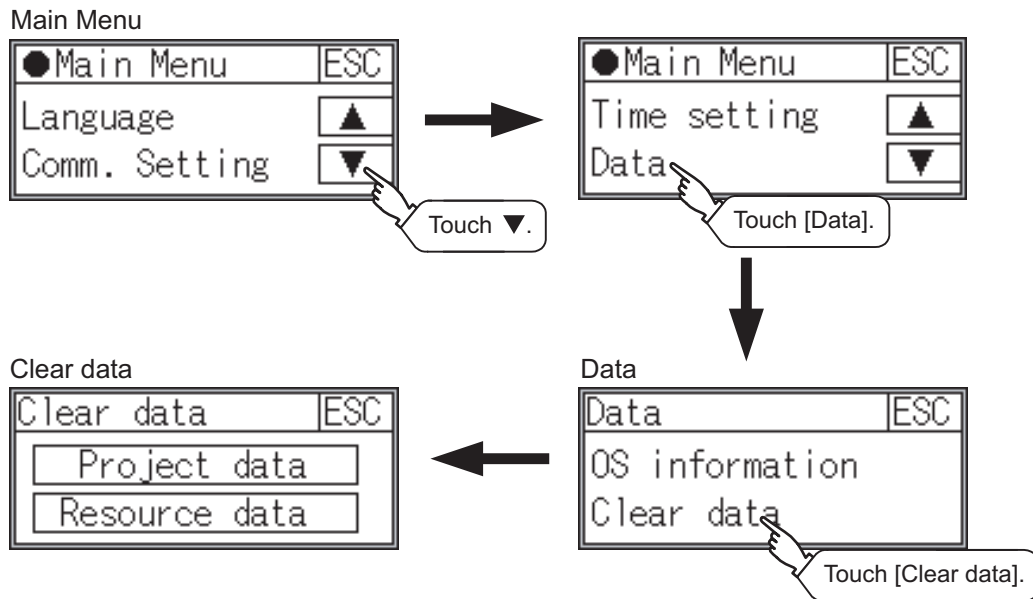 Main Menu
●Main Menu ESC
Language ▲
Comm. Setting ▼
Touch ▼.
●Main Menu ESC
Time setting ▲
Data ▼
Touch [Data].
Data
Data ESC
OS information
Clear data
Touch [Clear data].
Clear data
Clear data ESC
Project data
Resource data